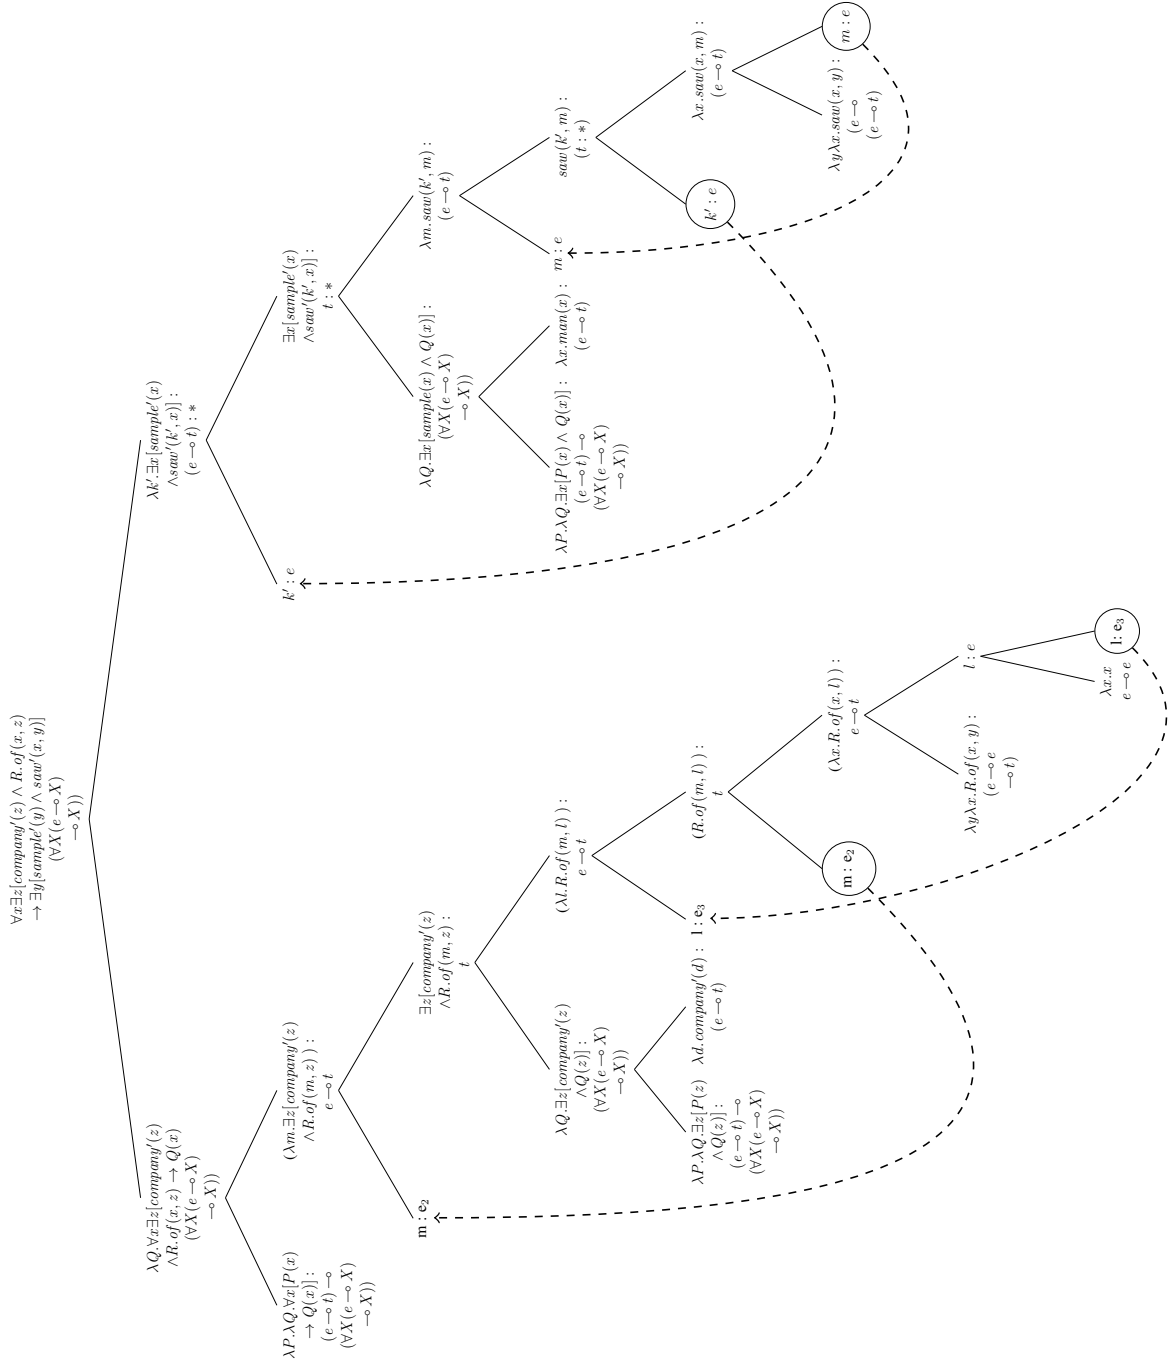 ∀x∃z[company′(z) ∧ R.of(x, z)
→ ∃y[sample′(y) ∧ saw′(x, y)]
(∀X(e ⊸ X)
⊸ X))
λQ.∀x∃z[company′(z)
∧R.of(x, z) → Q(x)
(∀X(e ⊸ X)
⊸ X))
λP.λQ.∀x[P(x)
→ Q(x)] :
(e ⊸ t) ⊸
(∀X(e ⊸ X)
⊸ X))
(λm.∃z[company′(z)
∧R.of(m, z) ) :
e ⊸ t
m : e₂
∃z[company′(z)
∧R.of(m, z) :
t
λQ.∃z[company′(z)
∧Q(z)] :
(∀X(e ⊸ X)
⊸ X))
λP.λQ.∃z[P(z)
∧Q(z)] :
(e ⊸ t) ⊸
(∀X(e ⊸ X)
⊸ X))
λd.company′(d) :
(e ⊸ t)
(λl.R.of(m, l) ) :
e ⊸ t
l : e₃
(R.of(m, l) ) :
t
m : e₂
(λx.R.of(x, l) ) :
e ⊸ t
λyλx.R.of(x, y) :
(e ⊸ e
⊸ t)
l : e
λx.x
e ⊸ e
l: e₃
λk′.∃x[sample′(x)
∧saw′(k′, x)] :
(e ⊸ t) : *
k′ : e
∃x[sample′(x)
∧saw′(k′, x)] :
t : *
λQ.∃x[sample(x) ∧ Q(x)] :
(∀X(e ⊸ X)
⊸ X))
λP.λQ.∃x[P(x) ∧ Q(x)] :
(e ⊸ t) ⊸
(∀X(e ⊸ X)
⊸ X))
λx.man(x) :
(e ⊸ t)
λm.saw(k′, m) :
(e ⊸ t)
m : e
saw(k′, m) :
(t : *)
k′ : e
λx.saw(x, m) :
(e ⊸ t)
λyλx.saw(x, y) :
(e ⊸
(e ⊸ t)
m : e